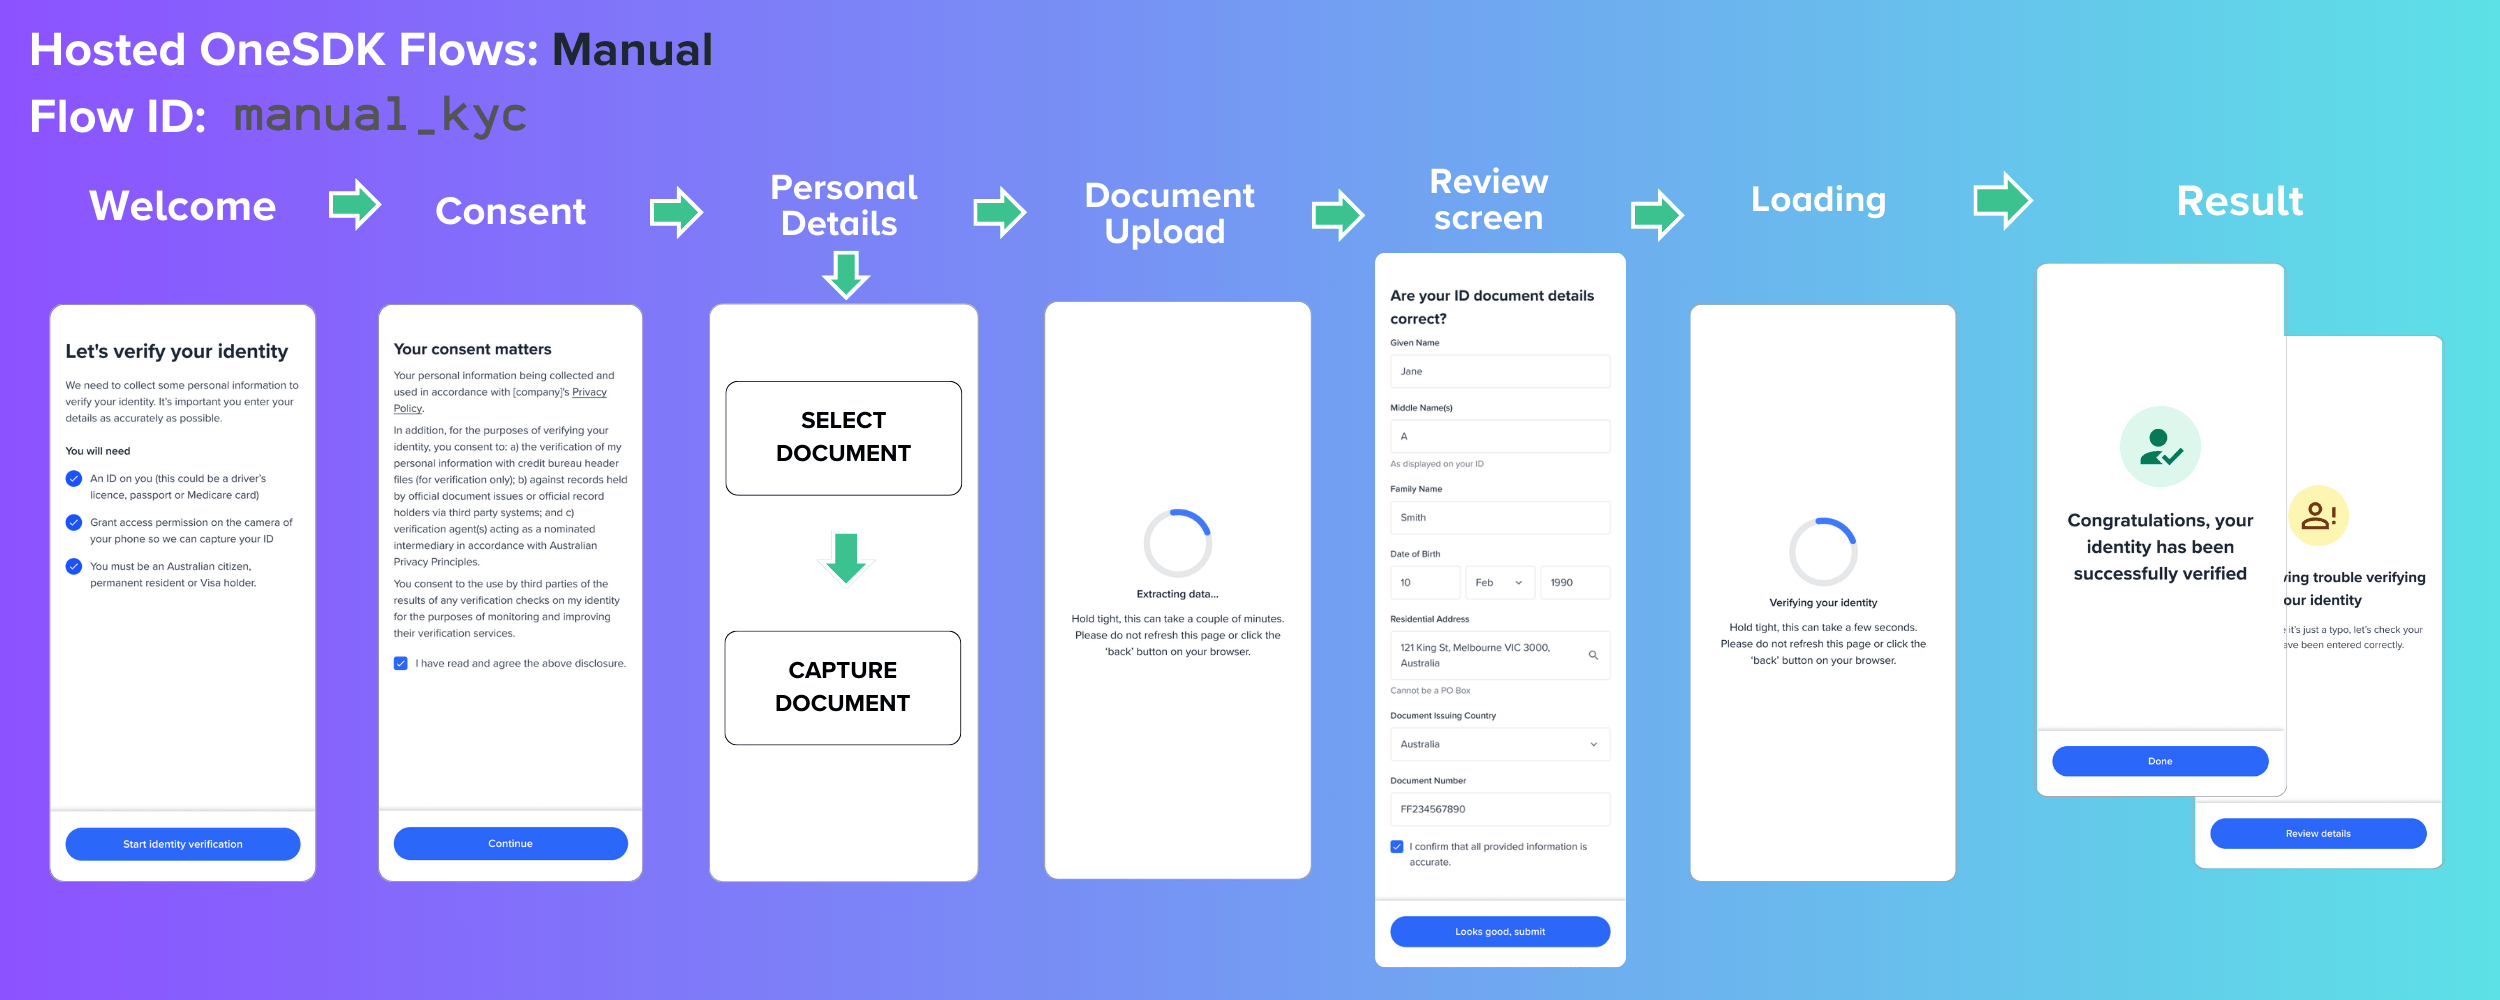 Hosted OneSDK Flows: Manual
Flow ID: manual_kyc
Welcome
Consent
Personal
Details
Document
Upload
Review
screen
Loading
Result
Let's verify your identity
We need to collect some personal information to
verify your identity. It's important you enter your
details as accurately as possible.
You will need
An ID on you (this could be a driver's
licence, passport or Medicare card)
Grant access permission on the camera of
your phone so we can capture your ID
You must be an Australian citizen,
permanent resident or Visa holder.
Start identity verification
Your consent matters
Your personal information being collected and
used in accordance with [company]'s Privacy
Policy.
In addition, for the purposes of verifying your
identity, you consent to: a) the verification of my
personal information with credit bureau header
files (for verification only); b) against records held
by official document issues or official record
holders via third party systems; and c)
verification agent(s) acting as a nominated
intermediary in accordance with Australian
Privacy Principles.
You consent to the use by third parties of the
results of any verification checks on my identity
for the purposes of monitoring and improving
their verification services.
I have read and agree the above disclosure.
Continue
SELECT
DOCUMENT
CAPTURE
DOCUMENT
Extracting data...
Hold tight, this can take a couple of minutes.
Please do not refresh this page or click the
'back' button on your browser.
Are your ID document details
correct?
Given Name
Jane
Middle Name(s)
A
As displayed on your ID
Family Name
Smith
Date of Birth
10 Feb 1990
Residential Address
121 King St, Melbourne VIC 3000,
Australia
Cannot be a PO Box
Document Issuing Country
Australia
Document Number
FF234567890
I confirm that all provided information is
accurate.
Looks good, submit
Verifying your identity
Hold tight, this can take a few seconds.
Please do not refresh this page or click the
'back' button on your browser.
Congratulations, your
identity has been
successfully verified
Done
ving trouble verifying
our identity
it's just a typo, let's check your
ave been entered correctly.
Review details